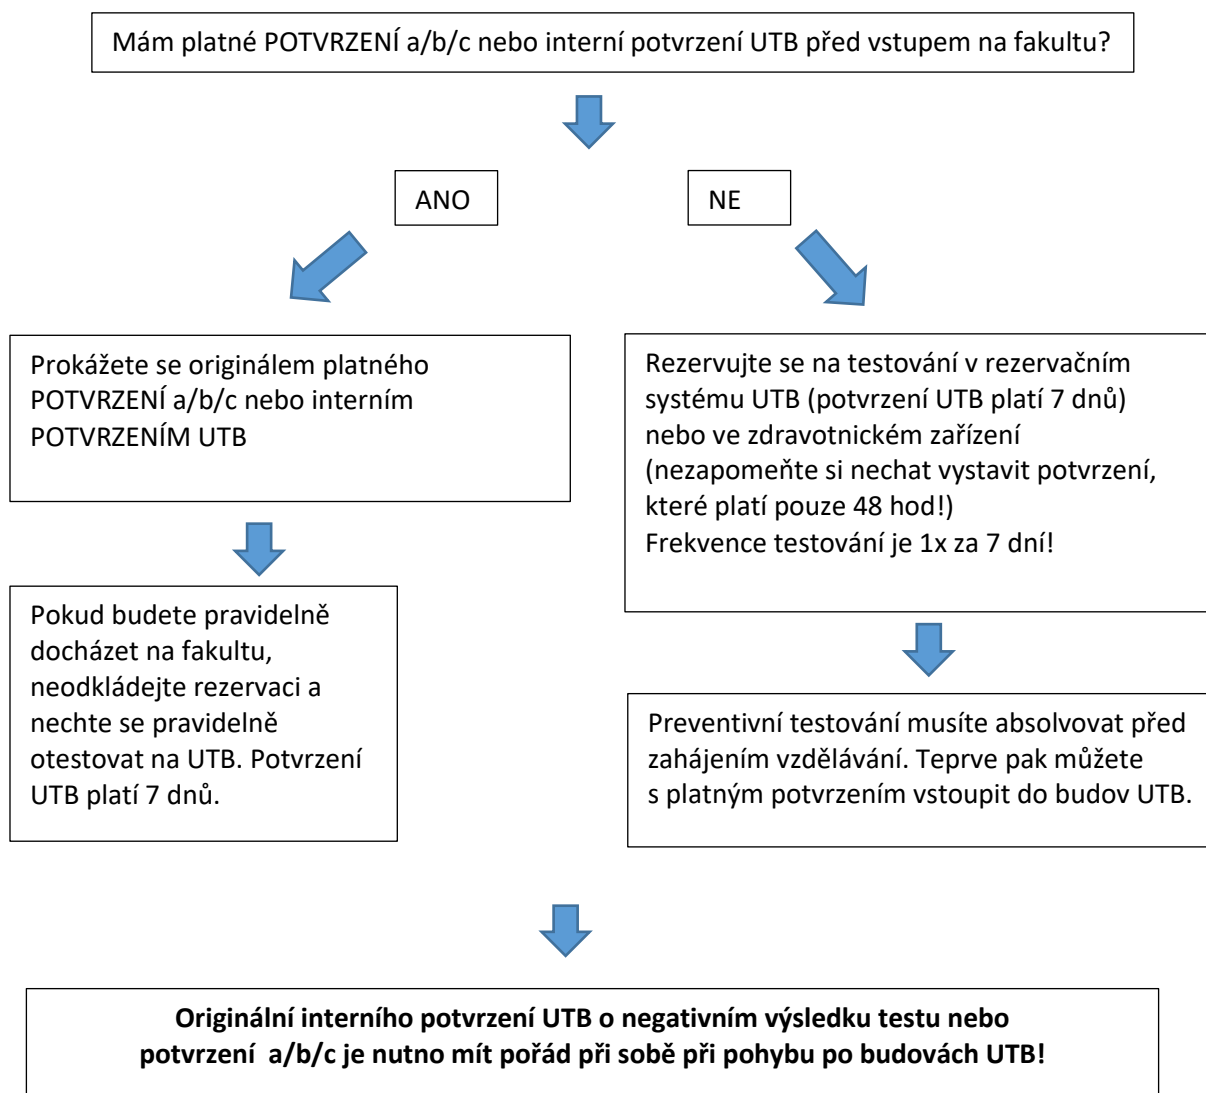 Mám platné POTVRZENÍ a/b/c nebo interní potvrzení UTB před vstupem na fakultu?
ANO
NE
Prokážete se originálem platného
POTVRZENÍ a/b/c nebo interním
POTVRZENÍM UTB
Rezervujte se na testování v rezervačním
systému UTB (potvrzení UTB platí 7 dnů)
nebo ve zdravotnickém zařízení
(nezapomeňte si nechat vystavit potvrzení,
které platí pouze 48 hod!)
Frekvence testování je 1x za 7 dní!
Pokud budete pravidelně
docházet na fakultu,
neodkládejte rezervaci a
nechte se pravidelně
otestovat na UTB. Potvrzení
UTB platí 7 dnů.
Preventivní testování musíte absolvovat před
zahájením vzdělávání. Teprve pak můžete
s platným potvrzením vstoupit do budov UTB.
Originální interního potvrzení UTB o negativním výsledku testu nebo
potvrzení  a/b/c je nutno mít pořád při sobě při pohybu po budovách UTB!